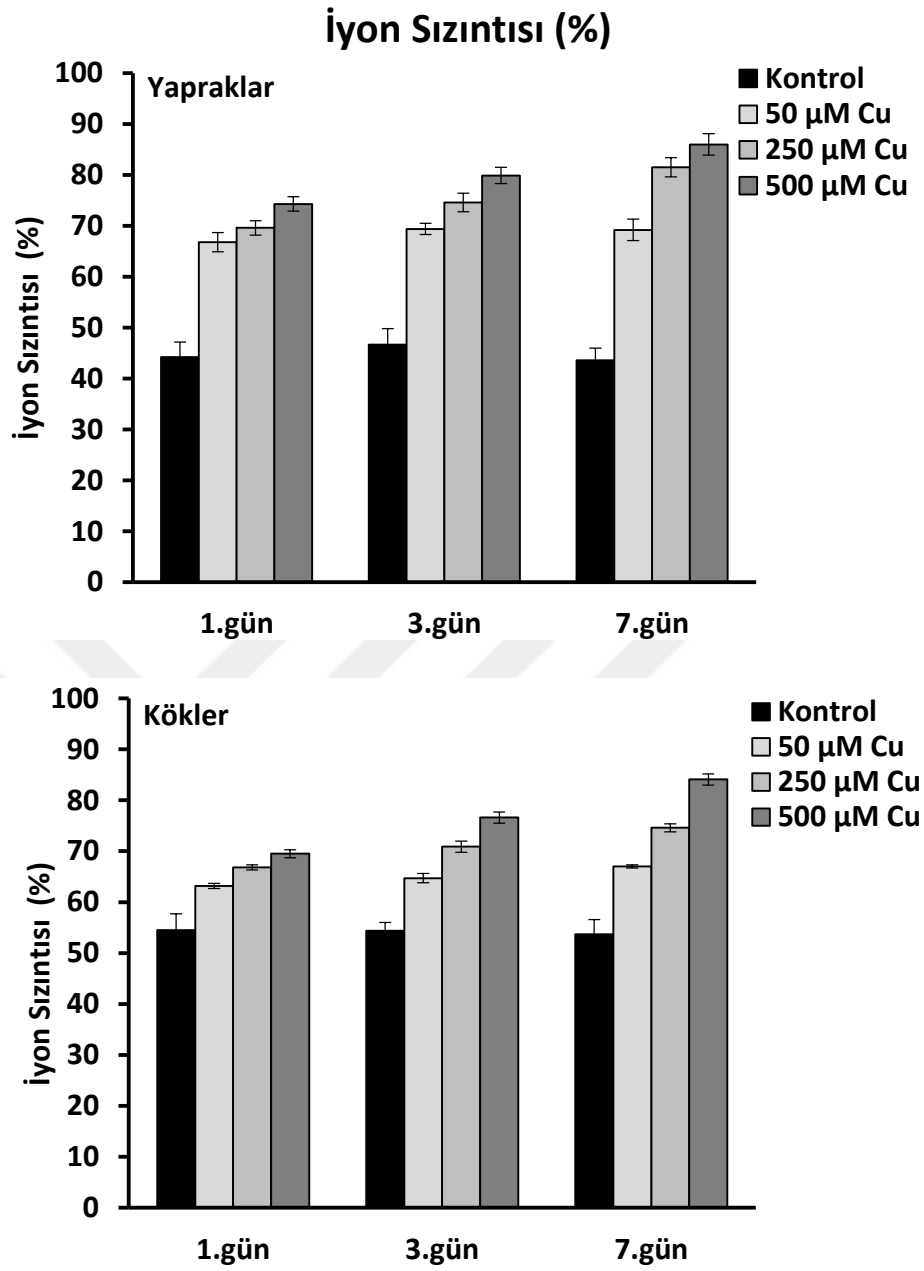 İyon Sızıntısı (%)
Yapraklar
Kontrol
50 µM Cu
250 µM Cu
500 µM Cu
İyon Sızıntısı (%)
100
90
80
70
60
50
40
30
20
10
0
1.gün 3.gün 7.gün
Kökler
Kontrol
50 µM Cu
250 µM Cu
500 µM Cu
İyon Sızıntısı (%)
100
90
80
70
60
50
40
30
20
10
0
1.gün 3.gün 7.gün